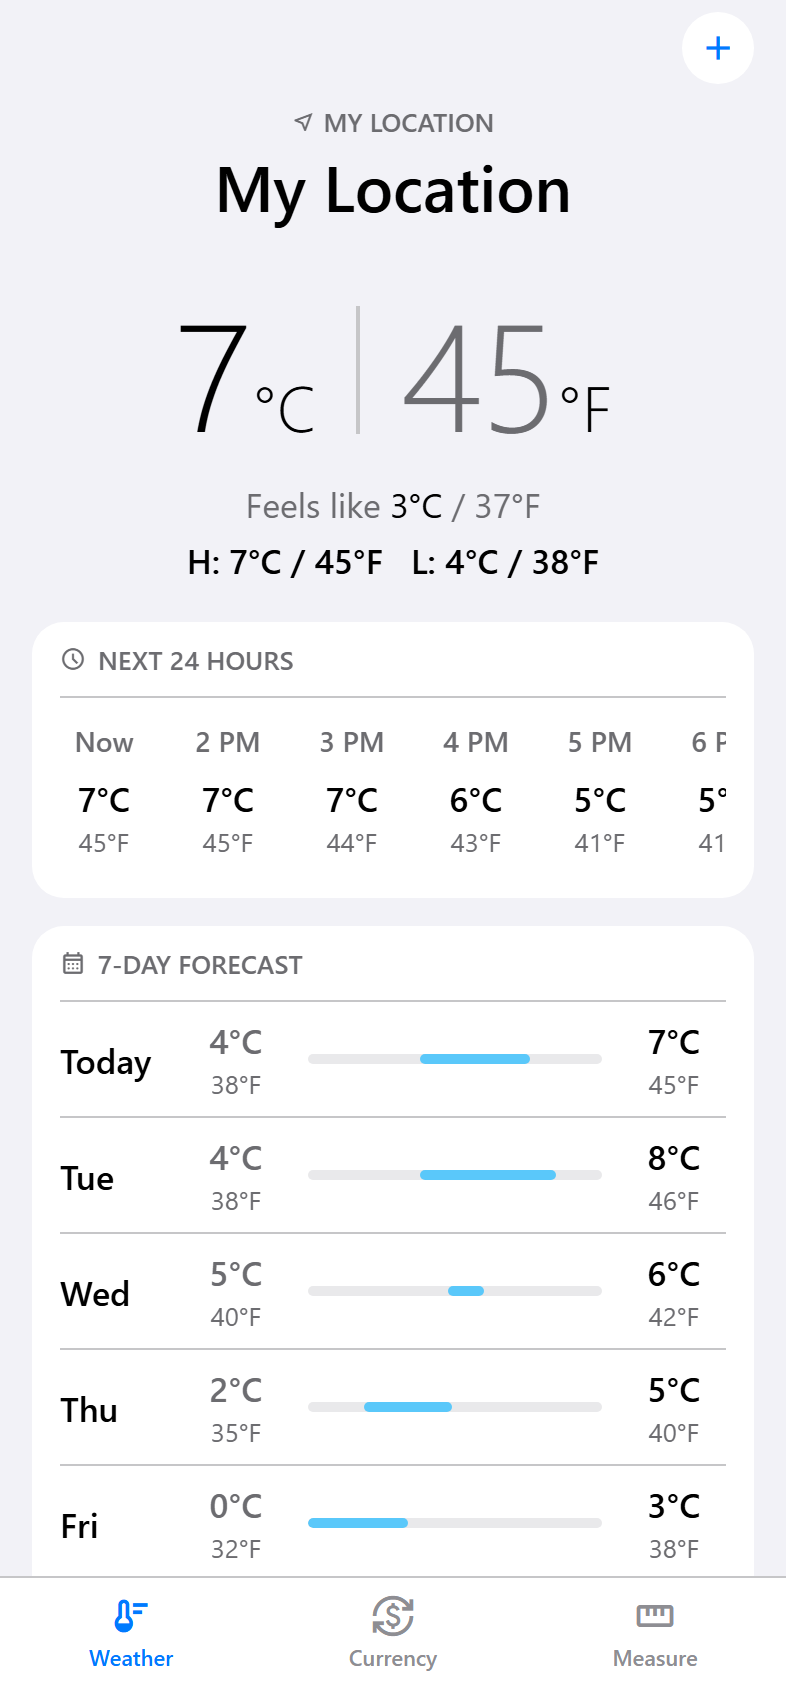 MY LOCATION
My Location
7°C 45°F
Feels like 3°C / 37°F
H: 7°C / 45°F L: 4°C / 38°F
NEXT 24 HOURS
Now 2 PM 3 PM 4 PM 5 PM 6 P
7°C 7°C 7°C 6°C 5°C 5°
45°F 45°F 44°F 43°F 41°F 41
7-DAY FORECAST
Today 4°C 38°F 7°C 45°F
Tue 4°C 38°F 8°C 46°F
Wed 5°C 40°F 6°C 42°F
Thu 2°C 35°F 5°C 40°F
Fri 0°C 32°F 3°C 38°F
Weather Currency Measure